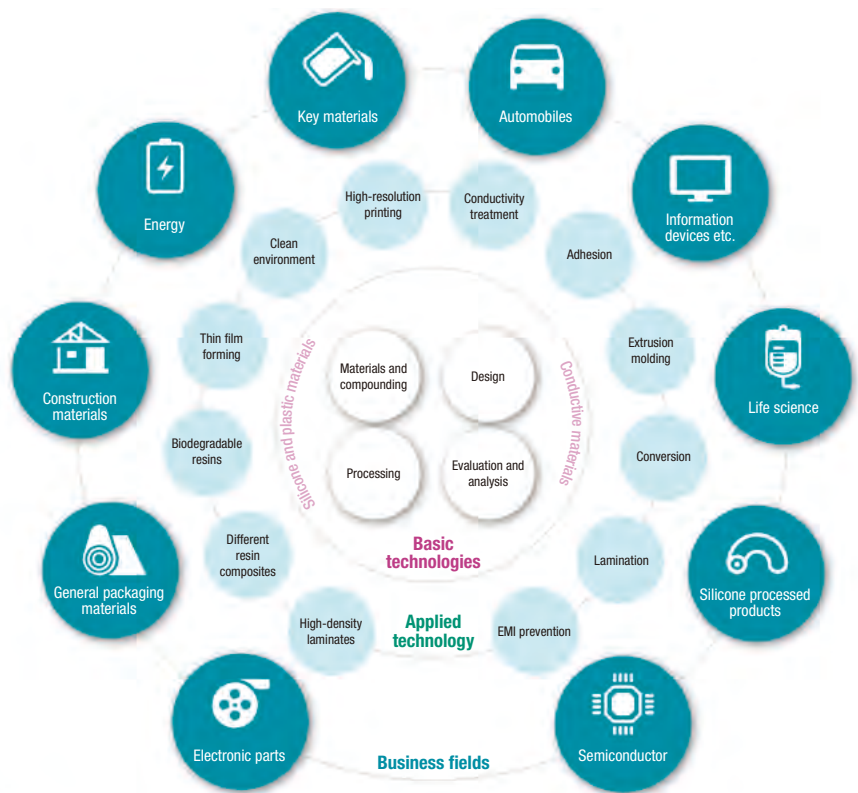 Key materials
Automobiles
Energy
Information
devices etc.
High-resolution
printing
Conductivity
treatment
Clean
environment
Adhesion
Construction
materials
Thin film
forming
Extrusion
molding
Life science
Silicone and plastic materials
Conductive materials
Materials and
compounding
Design
Processing
Evaluation and
analysis
Biodegradable
resins
Conversion
Basic
technologies
General packaging
materials
Different
resin
composites
Lamination
Silicone processed
products
High-density
laminates
Applied
technology
EMI prevention
Electronic parts
Business fields
Semiconductor